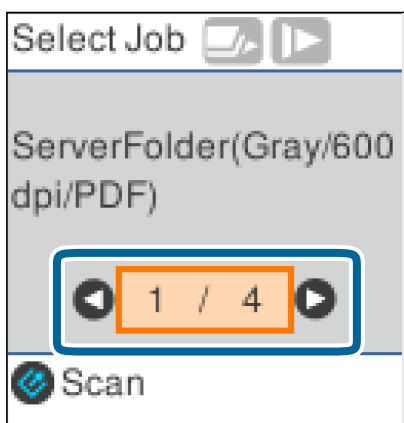 Select Job
ServerFolder(Gray/600
dpi/PDF)
1 / 4
Scan